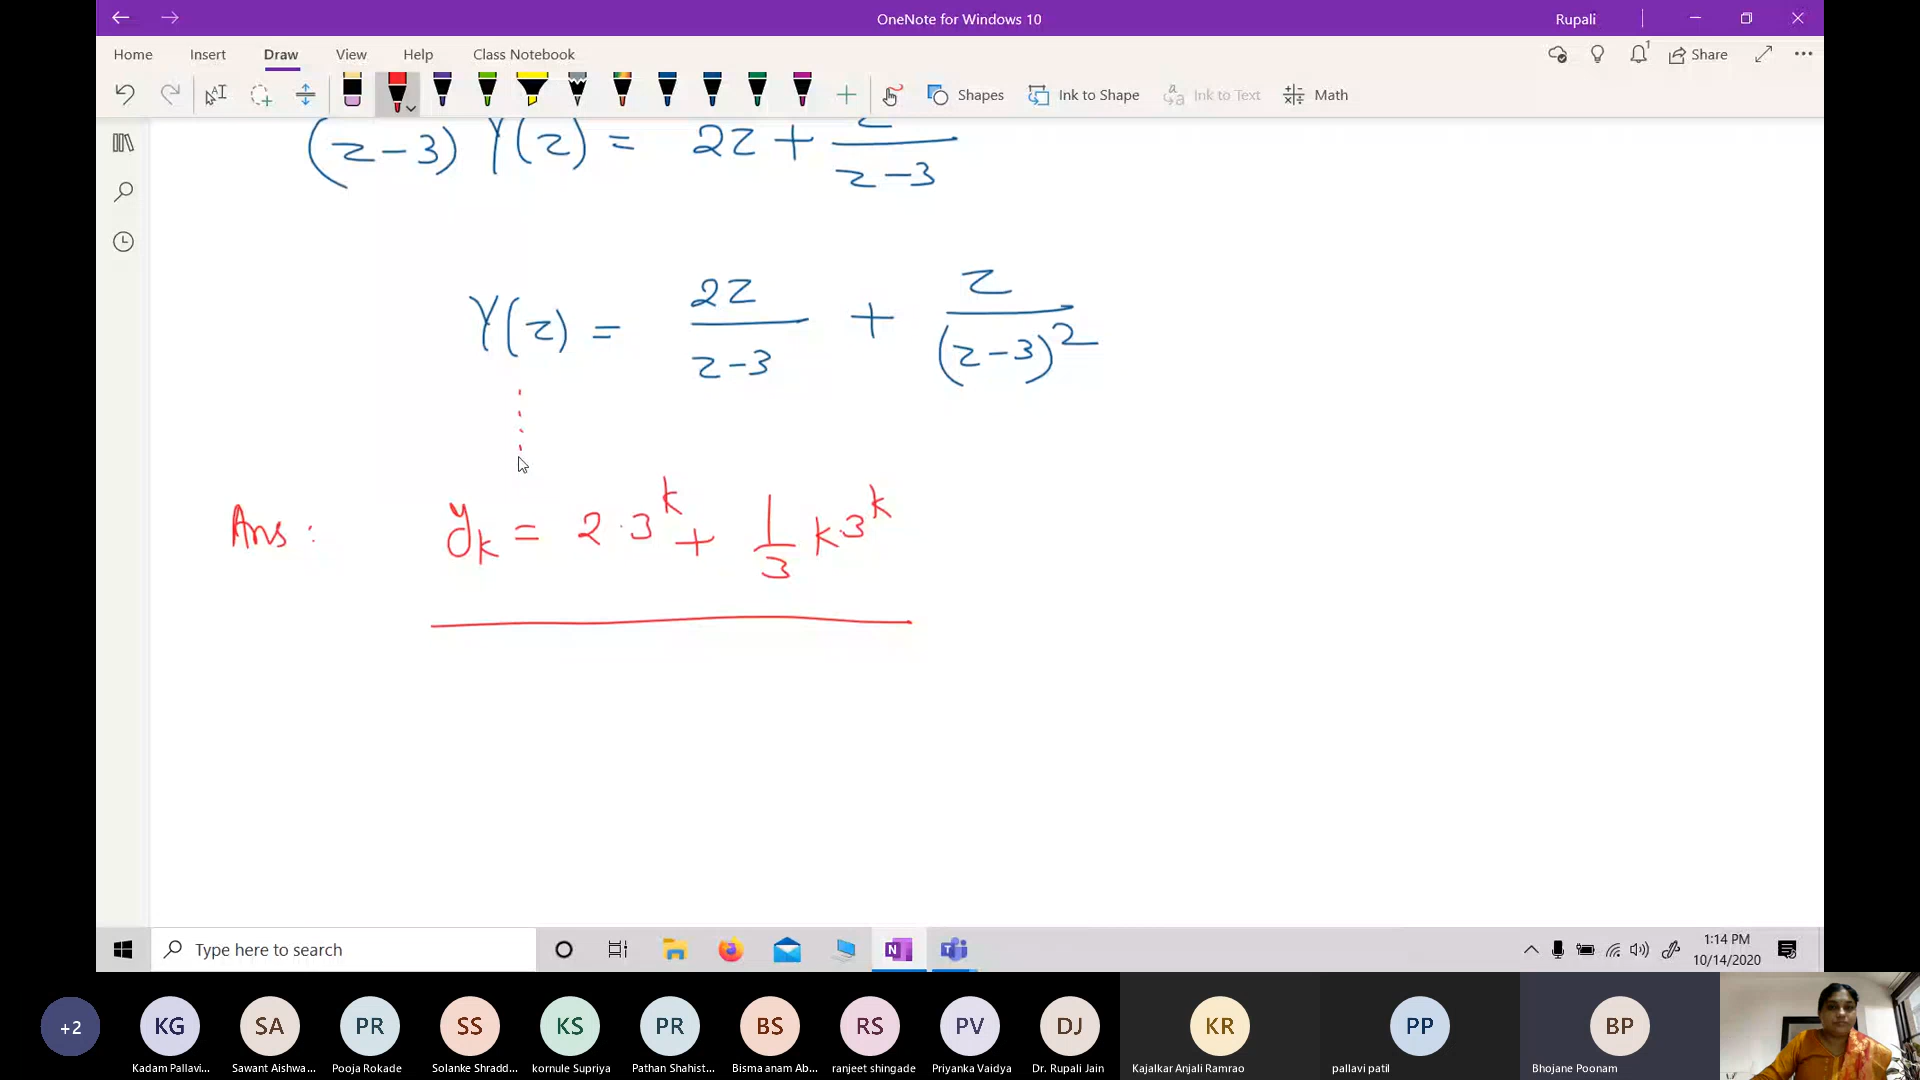 OneNote for Windows 10
Rupali
Home Insert Draw View Help Class Notebook
1
Share
Shapes Ink to Shape Ink to Text Math
(z-3) Y(z) = 2z + z/(z-3)
Y(z) = 2z/(z-3) + z/(z-3)^2
Ans : y_k = 2·3^k + 1/3 k·3^k
Type here to search
1:14 PM
10/14/2020
+2 KG SA PR SS KS PR BS RS PV DJ KR PP BP
Kadam Pallavi... Sawant Aishwa... Pooja Rokade Solanke Shradd... kornule Supriya Pathan Shahist... Bisma anam Ab... ranjeet shingade Priyanka Vaidya Dr. Rupali Jain Kajalkar Anjali Ramrao pallavi patil Bhojane Poonam